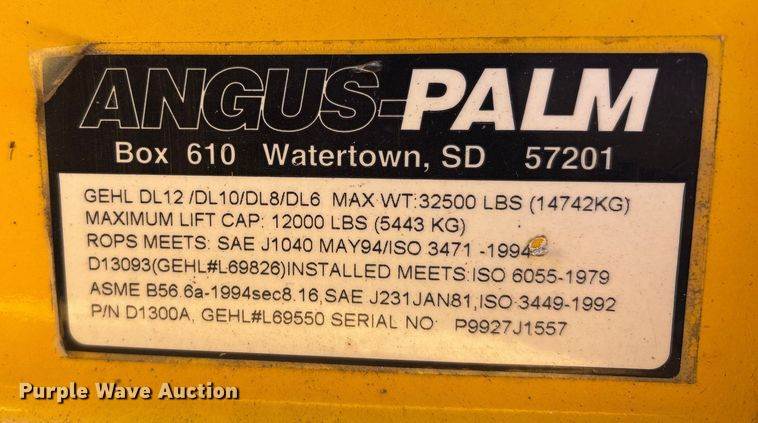 ANGUS-PALM
Box 610 Watertown, SD 57201
GEHL DL12 /DL10/DL8/DL6 MAX WT:32500 LBS (14742KG)
MAXIMUM LIFT CAP: 12000 LBS (5443 KG)
ROPS MEETS: SAE J1040 MAY94/ISO 3471 -1994
D13093(GEHL#L69826)INSTALLED MEETS:ISO 6055-1979
ASME B56.6a-1994sec8.16,SAE J231JAN81,ISO 3449-1992
P/N D1300A, GEHL#L69550 SERIAL NO: P9927J1557
Purple Wave Auction